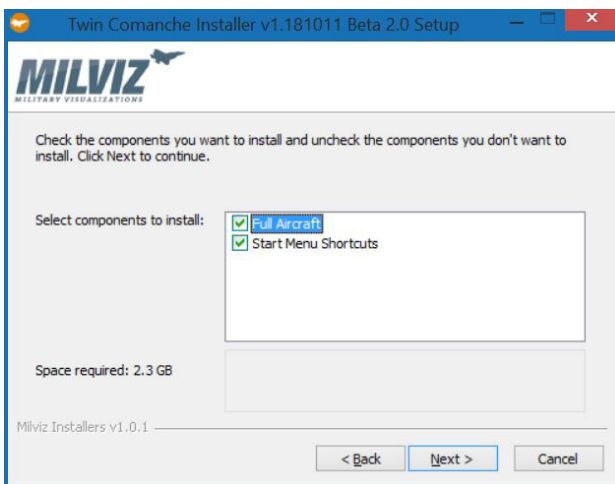 Twin Comanche Installer v1.181011 Beta 2.0 Setup
MILVIZ
MILITARY VISUALIZATIONS
Check the components you want to install and uncheck the components you don't want to
install. Click Next to continue.
Select components to install:
Full Aircraft
Start Menu Shortcuts
Space required: 2.3 GB
Milviz Installers v1.0.1
< Back
Next >
Cancel